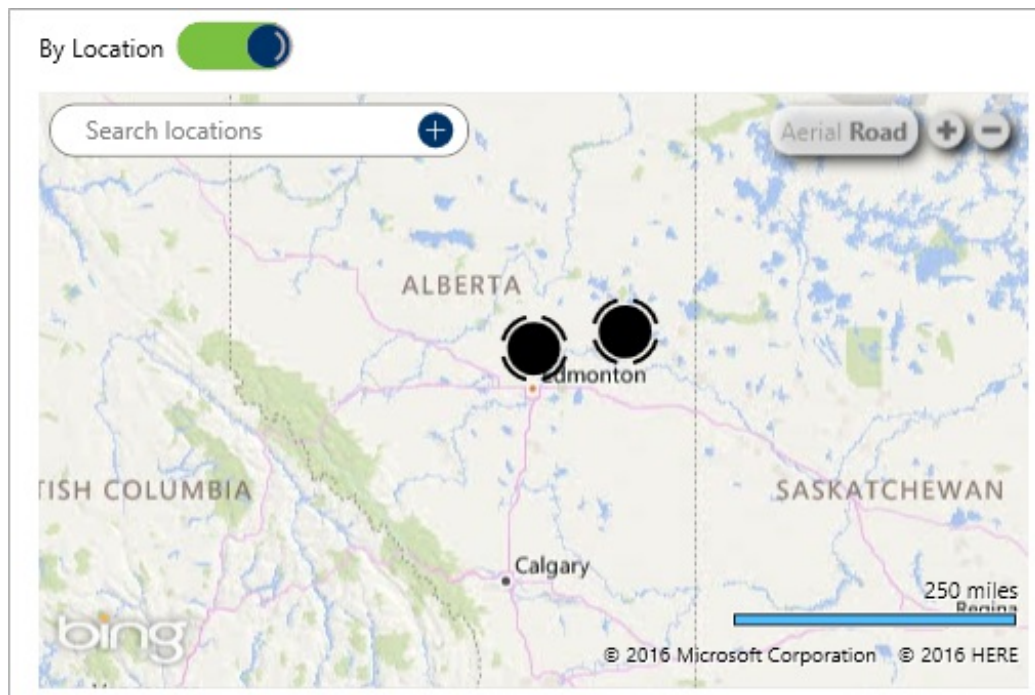 By Location
Search locations
Aerial Road
ALBERTA
Edmonton
TISH COLUMBIA
SASKATCHEWAN
Calgary
250 miles
Regina
bing
© 2016 Microsoft Corporation © 2016 HERE